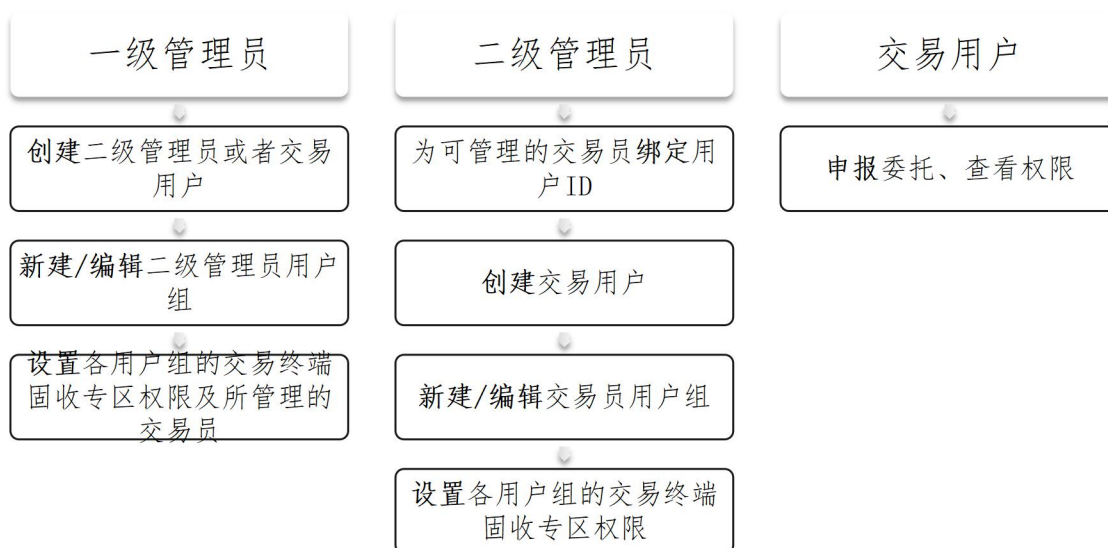 一级管理员
创建二级管理员或者交易
用户
新建/编辑二级管理员用户
组
设置各用户组的交易终端
固收专区权限及所管理的
交易员
二级管理员
为可管理的交易员绑定用
户ID
创建交易用户
新建/编辑交易员用户组
设置各用户组的交易终端
固收专区权限
交易用户
申报委托、查看权限